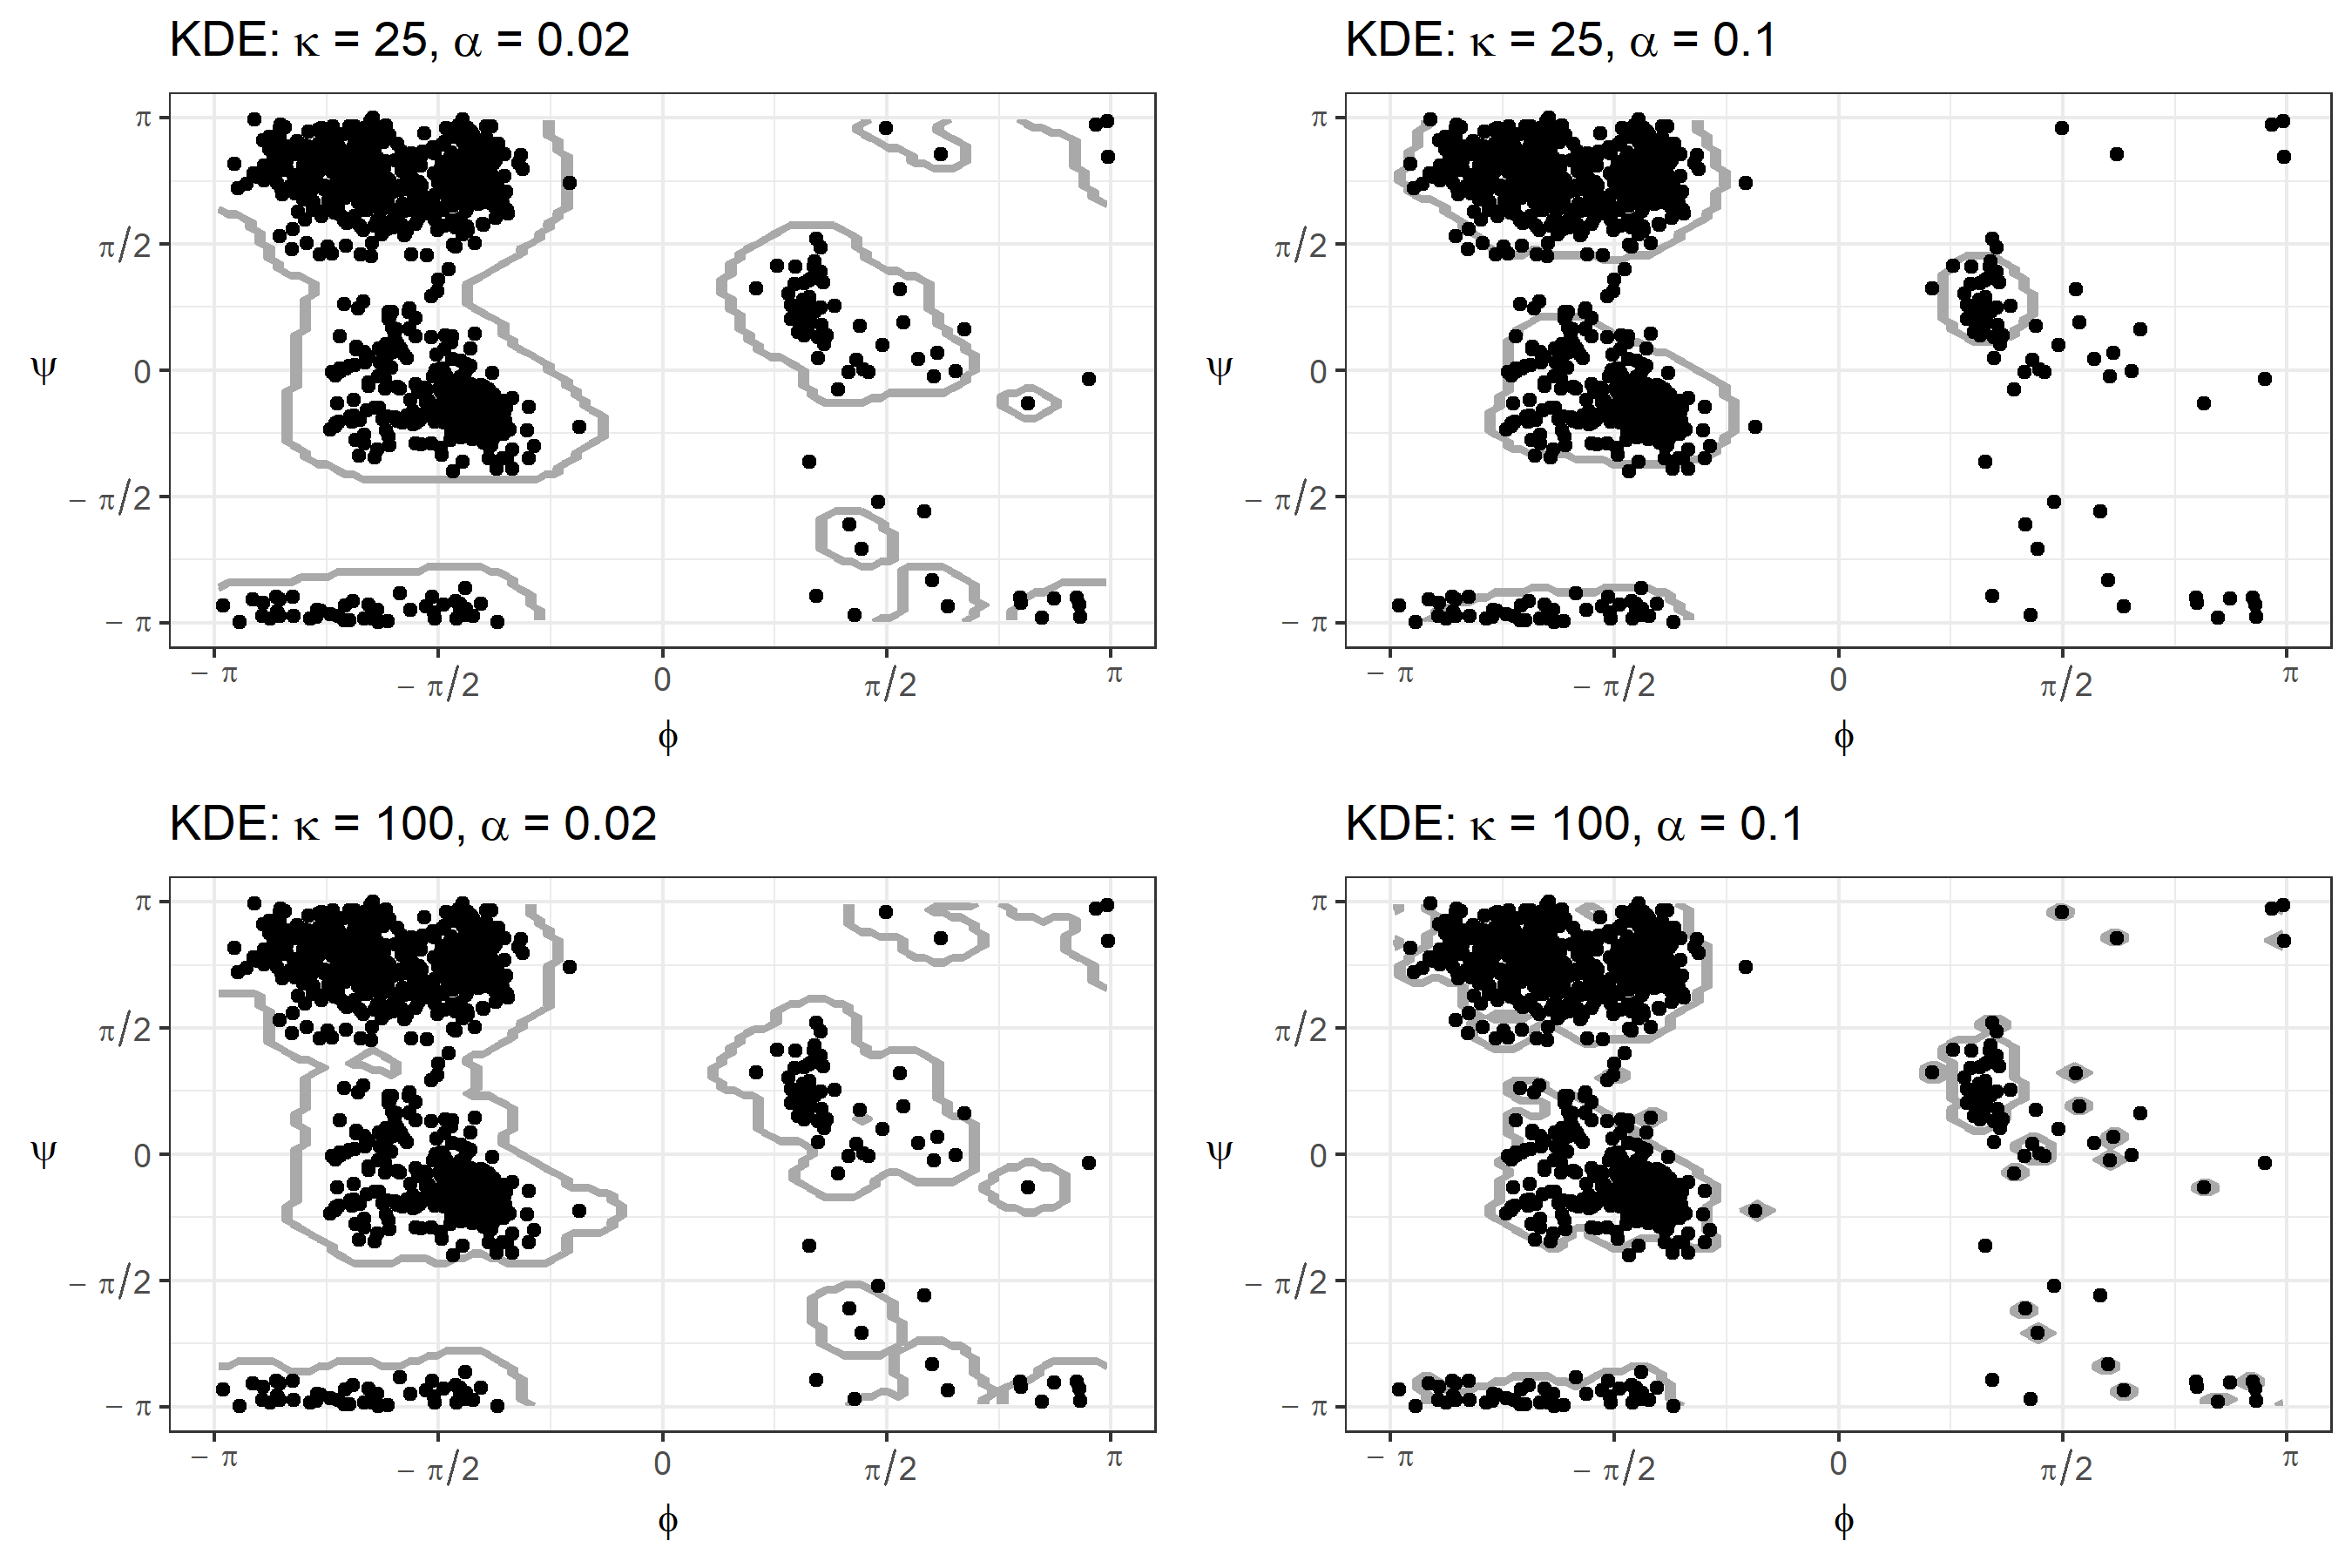 KDE: κ = 25, α = 0.02
π
π/2
ψ
0
− π/2
− π
− π
− π/2
0
π/2
π
ϕ
KDE: κ = 25, α = 0.1
π
π/2
ψ
0
− π/2
− π
− π
− π/2
0
π/2
π
ϕ
KDE: κ = 100, α = 0.02
π
π/2
ψ
0
− π/2
− π
− π
− π/2
0
π/2
π
ϕ
KDE: κ = 100, α = 0.1
π
π/2
ψ
0
− π/2
− π
− π
− π/2
0
π/2
π
ϕ